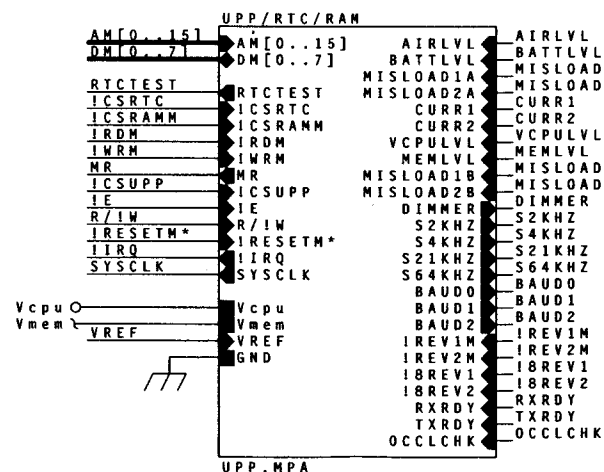 UPP/RTC/RAM
AM[0..15] AM[0..15] AIRLVL AIRLVL
DM[0..7] DM[0..7] BATTLVL BATTLVL
MISLOAD1A MISLOAD
RTCTEST RTCTEST MISLOAD2A MISLOAD
!CSRTC !CSRTC CURR1 CURR1
!CSRAMM !CSRAMM CURR2 CURR2
!RDM !RDM VCPULVL VCPULVL
!WRM !WRM MEMLVL MEMLVL
MR MR MISLOAD1B MISLOAD
!CSUPP !CSUPP MISLOAD2B MISLOAD
!E !E DIMMER DIMMER
R/!W R/!W S2KHZ S2KHZ
!RESETM* !RESETM* S4KHZ S4KHZ
!IRQ !IRQ S21KHZ S21KHZ
SYSCLK SYSCLK S64KHZ S64KHZ
BAUD0 BAUD0
Vcpu Vcpu BAUD1 BAUD1
Vmem Vmem BAUD2 BAUD2
VREF VREF !REV1M !REV1M
GND !REV2M !REV2M
!8REV1 !8REV1
!8REV2 !8REV2
RXRDY RXRDY
TXRDY TXRDY
OCCLCHK OCCLCHK
UPP.MPA